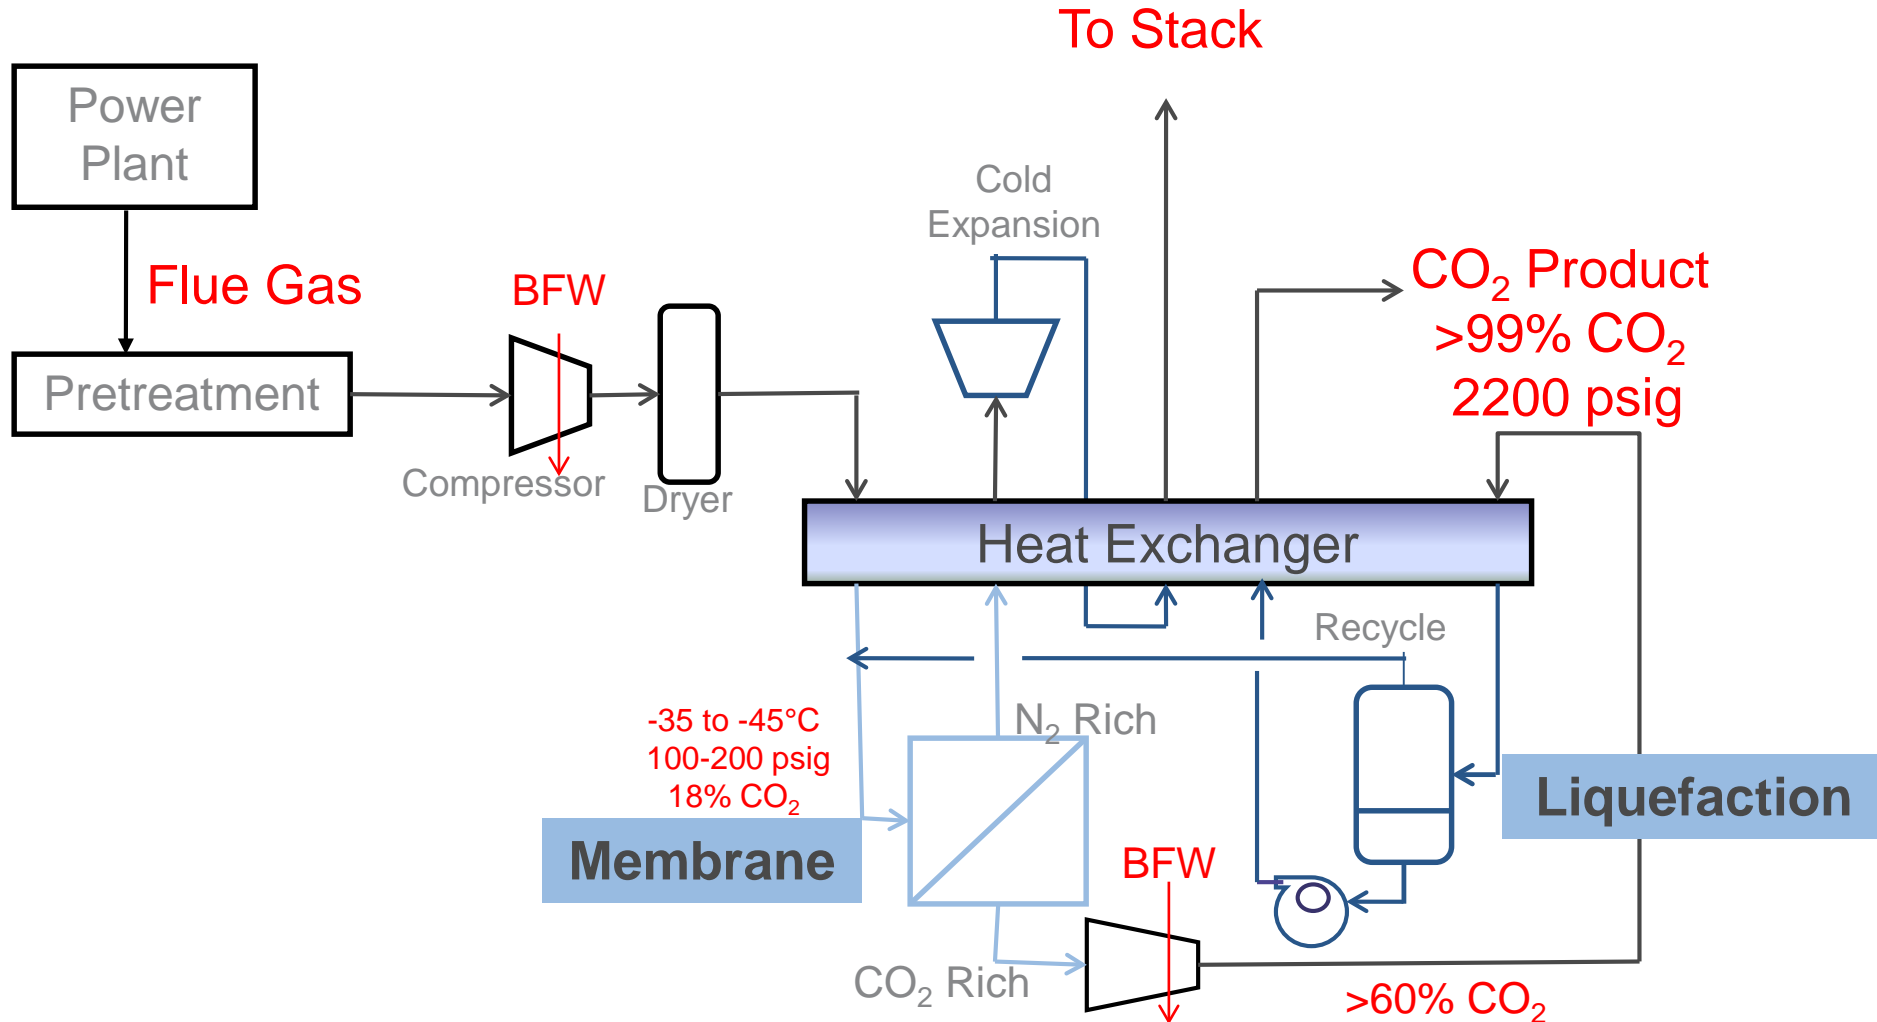 To Stack
Power
Plant
Cold
Expansion
Flue Gas
BFW
CO₂ Product
>99% CO₂
2200 psig
Pretreatment
Compressor
Dryer
Heat Exchanger
Recycle
-35 to -45°C
100-200 psig
18% CO₂
N₂ Rich
Liquefaction
Membrane
BFW
CO₂ Rich
>60% CO₂